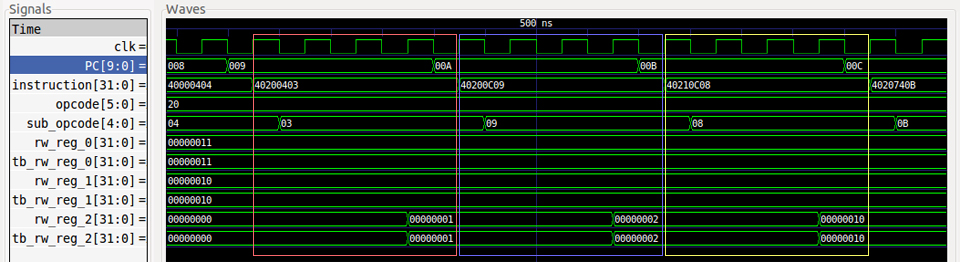 Signals Waves
Time 500 ns
clk =
PC[9:0] = 008 009 00A 00B 00C
instruction[31:0] = 40000404 40200403 40200C09 40210C08 4020740B
opcode[5:0] = 20
sub_opcode[4:0] = 04 03 09 08 0B
rw_reg_0[31:0] = 00000011
tb_rw_reg_0[31:0] = 00000011
rw_reg_1[31:0] = 00000010
tb_rw_reg_1[31:0] = 00000010
rw_reg_2[31:0] = 00000000 00000001 00000002 00000010
tb_rw_reg_2[31:0] = 00000000 00000001 00000002 00000010